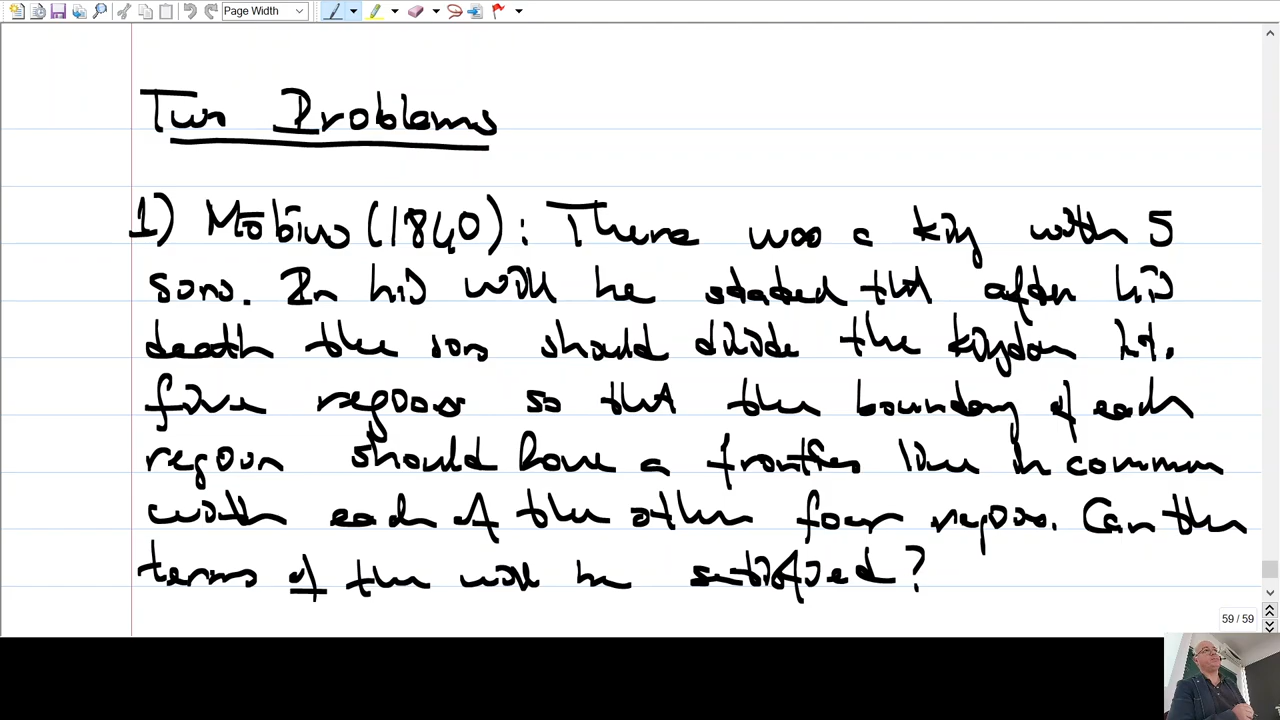 Page Width
Two Problems
1) Möbius (1840): There was a king with 5
sons. In his will he stated that after his
death the sons should divide the kingdom into
five regions so that the boundary of each
region should have a frontier line in common
with each of the other four regions. Can the
terms of the will be satisfied?
59 / 59